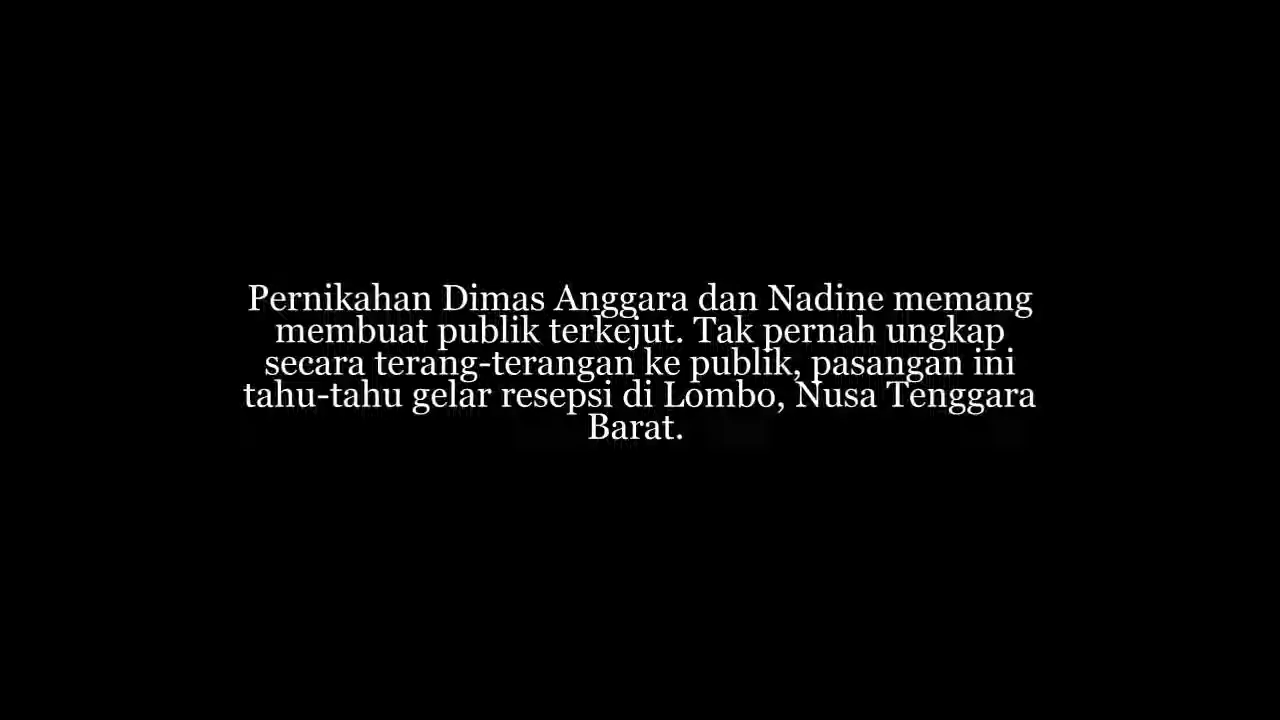 Pernikahan Dimas Anggara dan Nadine memang
membuat publik terkejut. Tak pernah ungkap
secara terang-terangan ke publik, pasangan ini
tahu-tahu gelar resepsi di Lombo, Nusa Tenggara
Barat.